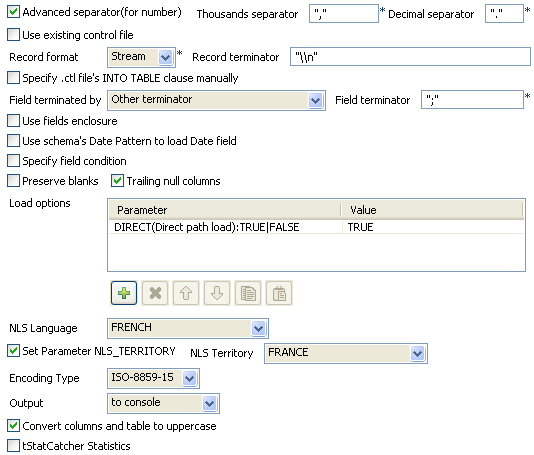 Advanced separator(for number) Thousands separator "," * Decimal separator "." *
Use existing control file
Record format Stream * Record terminator "\\n"
Specify .ctl file's INTO TABLE clause manually
Field terminated by Other terminator Field terminator ";" *
Use fields enclosure
Use schema's Date Pattern to load Date field
Specify field condition
Preserve blanks Trailing null columns
Load options
Parameter Value
DIRECT(Direct path load):TRUE|FALSE TRUE
NLS Language FRENCH
Set Parameter NLS_TERRITORY NLS Territory FRANCE
Encoding Type ISO-8859-15
Output to console
Convert columns and table to uppercase
tStatCatcher Statistics